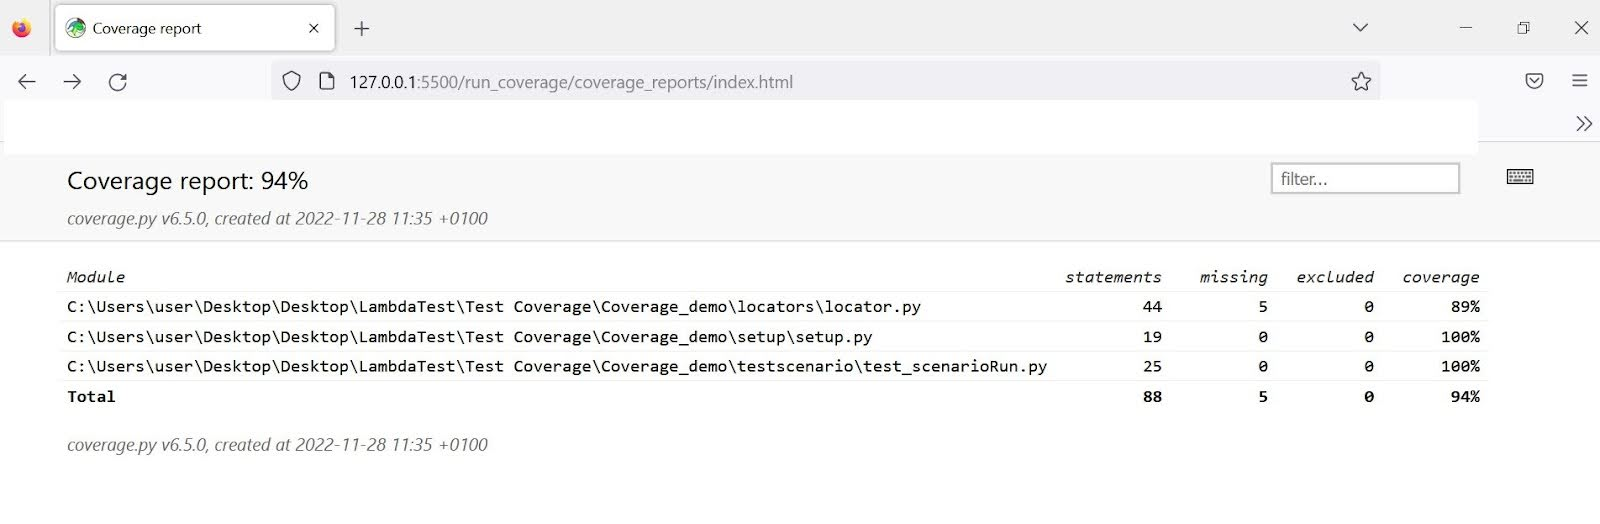 Coverage report
127.0.0.1:5500/run_coverage/coverage_reports/index.html
Coverage report: 94%
filter...
coverage.py v6.5.0, created at 2022-11-28 11:35 +0100
Module statements missing excluded coverage
C:\Users\user\Desktop\Desktop\LambdaTest\Test Coverage\Coverage_demo\locators\locator.py 44 5 0 89%
C:\Users\user\Desktop\Desktop\LambdaTest\Test Coverage\Coverage_demo\setup\setup.py 19 0 0 100%
C:\Users\user\Desktop\Desktop\LambdaTest\Test Coverage\Coverage_demo\testscenario\test_scenarioRun.py 25 0 0 100%
Total 88 5 0 94%
coverage.py v6.5.0, created at 2022-11-28 11:35 +0100